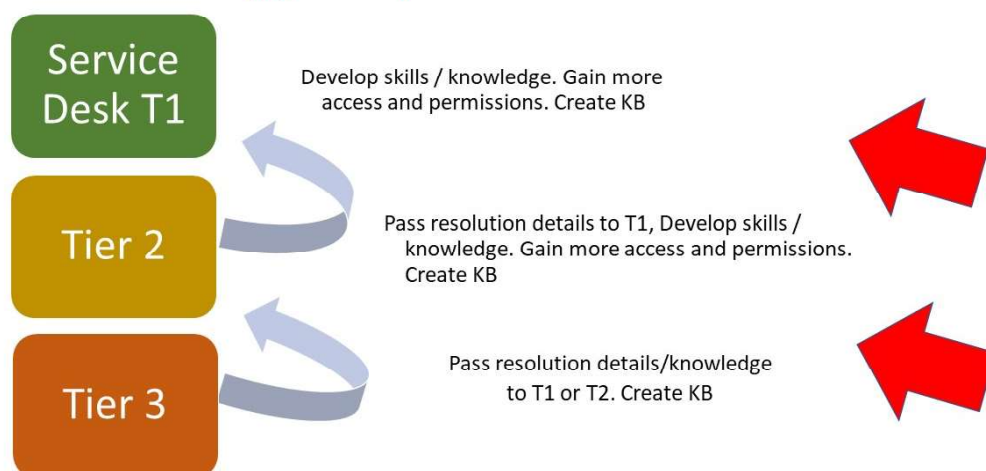 Service
Desk T1
Develop skills / knowledge. Gain more
access and permissions. Create KB
Tier 2
Pass resolution details to T1, Develop skills /
knowledge. Gain more access and permissions.
Create KB
Tier 3
Pass resolution details/knowledge
to T1 or T2. Create KB